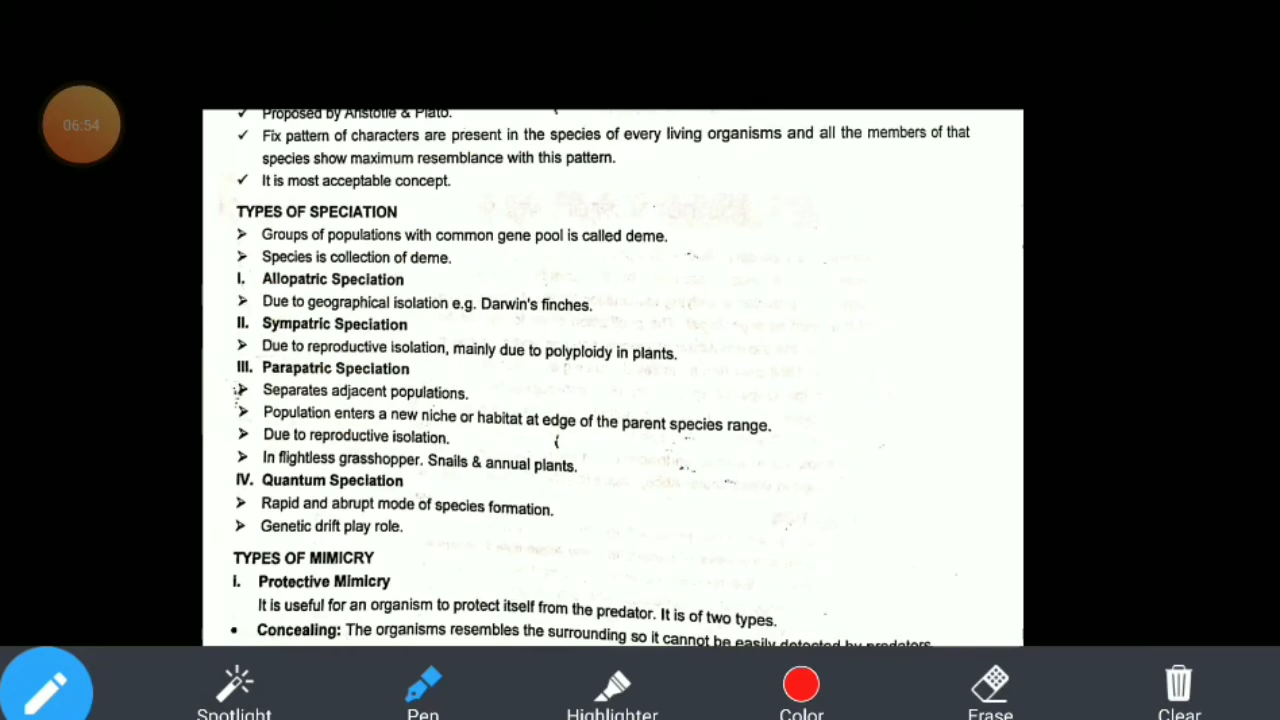 06:54
✓ Proposed by Aristotle & Plato.
✓ Fix pattern of characters are present in the species of every living organisms and all the members of that
species show maximum resemblance with this pattern.
✓ It is most acceptable concept.
TYPES OF SPECIATION
➢ Groups of populations with common gene pool is called deme.
➢ Species is collection of deme.
I. Allopatric Speciation
➢ Due to geographical isolation e.g. Darwin's finches.
II. Sympatric Speciation
➢ Due to reproductive isolation, mainly due to polyploidy in plants.
III. Parapatric Speciation
➢ Separates adjacent populations.
➢ Population enters a new niche or habitat at edge of the parent species range.
➢ Due to reproductive isolation.
➢ In flightless grasshopper. Snails & annual plants.
IV. Quantum Speciation
➢ Rapid and abrupt mode of species formation.
➢ Genetic drift play role.
TYPES OF MIMICRY
i. Protective Mimicry
It is useful for an organism to protect itself from the predator. It is of two types.
• Concealing: The organisms resembles the surrounding so it cannot be easily detected by predators
Spotlight Pen Highlighter Color Erase Clear